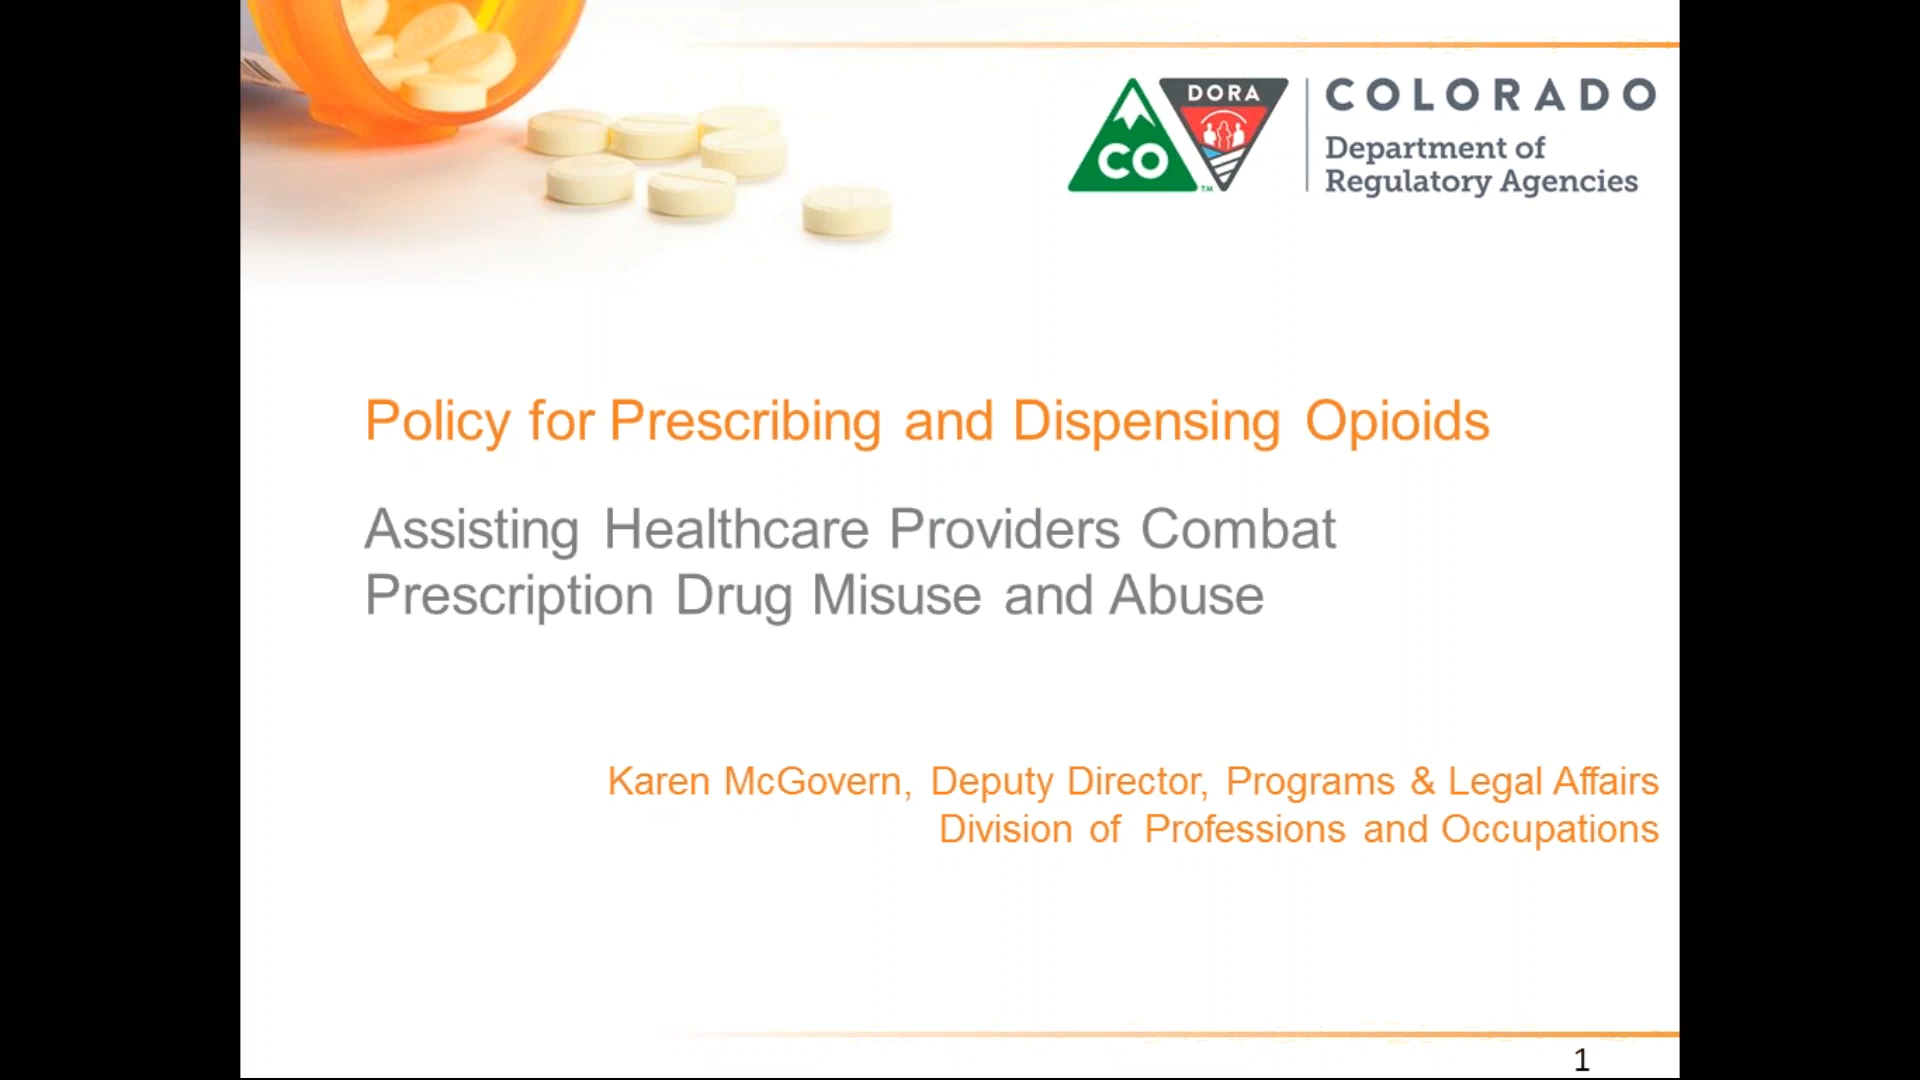 DORA
CO
TM
COLORADO
Department of
Regulatory Agencies
Policy for Prescribing and Dispensing Opioids
Assisting Healthcare Providers Combat
Prescription Drug Misuse and Abuse
Karen McGovern, Deputy Director, Programs & Legal Affairs
Division of Professions and Occupations
1